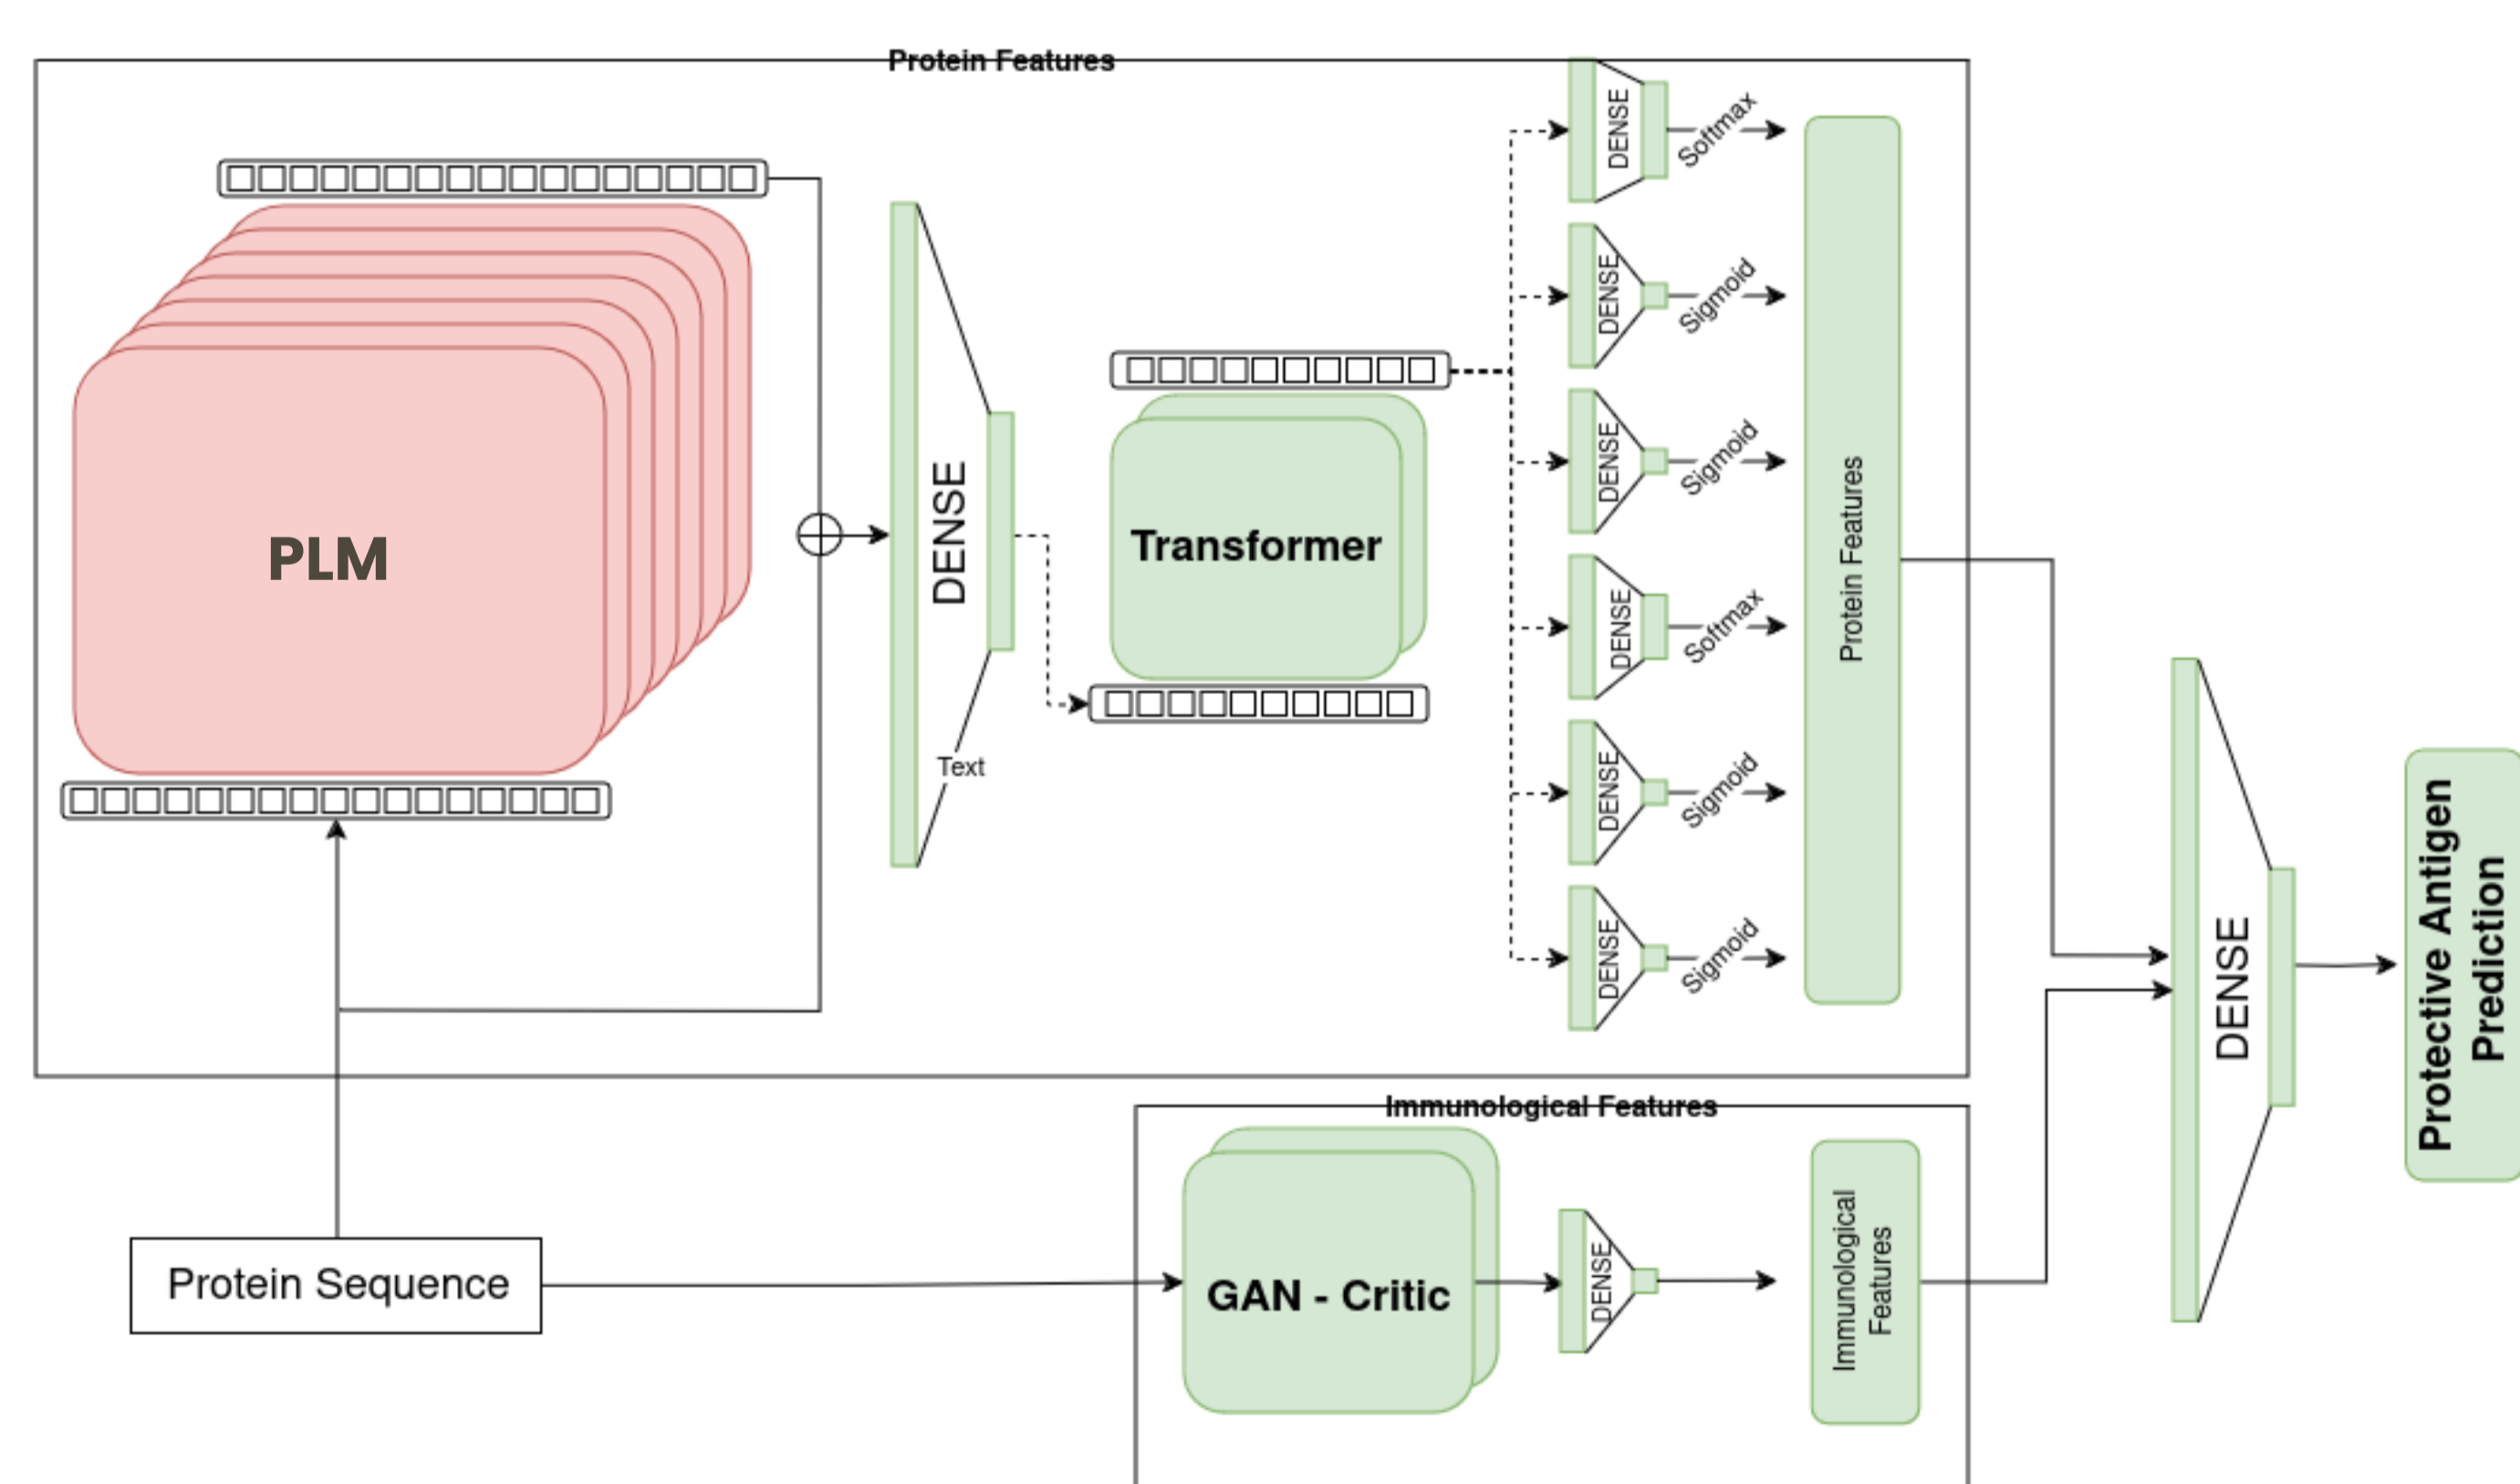 Protein Features
PLM
DENSE
Text
Transformer
DENSE
Softmax
DENSE
Sigmoid
DENSE
Sigmoid
DENSE
Softmax
DENSE
Sigmoid
DENSE
Sigmoid
Protein Features
Immunological Features
Protein Sequence
GAN - Critic
DENSE
Immunological
Features
DENSE
Protective Antigen
Prediction